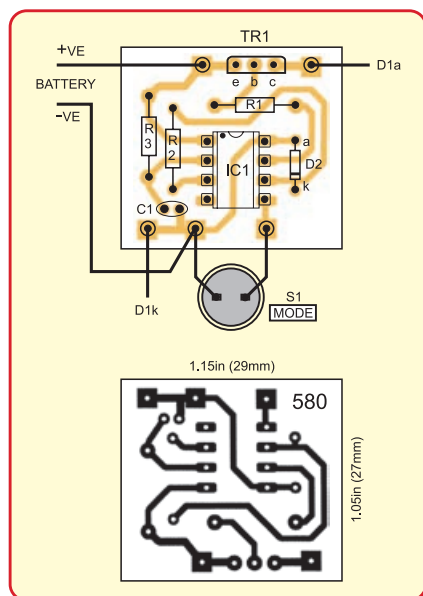 TR1
+VE
D1a
e b c
BATTERY
R1
-VE
R
3
R
2
a
IC1
D2
k
C1
D1k
S1
MODE
1.15in (29mm)
580
1.05in (27mm)